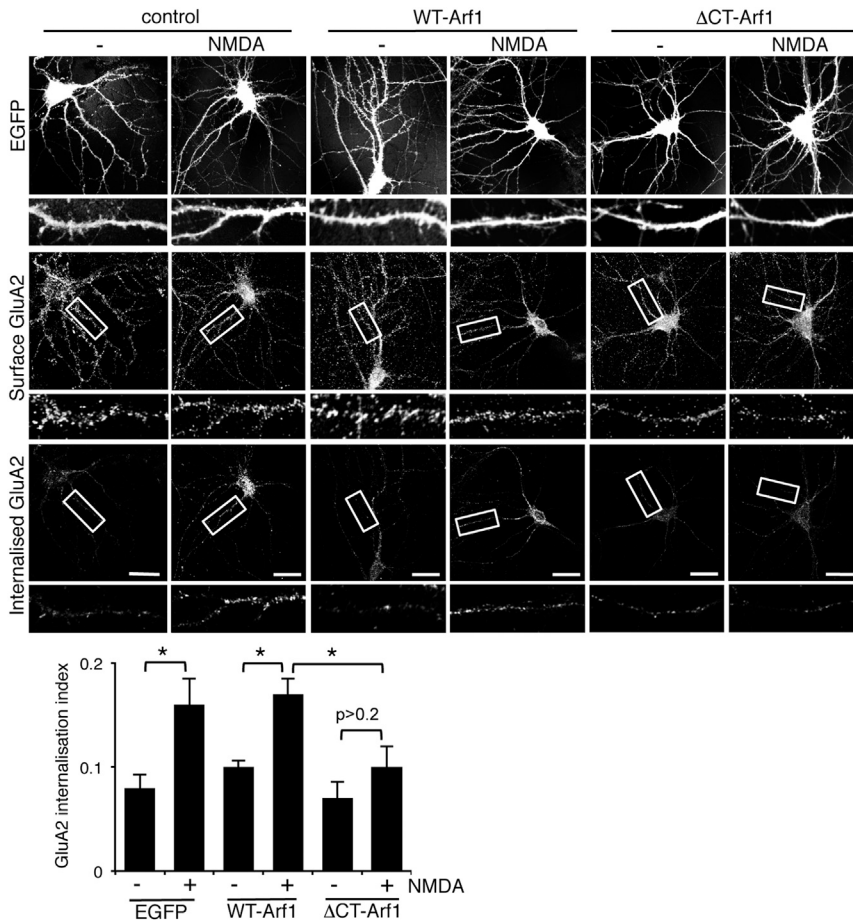 control WT-Arf1 ΔCT-Arf1
- NMDA - NMDA - NMDA
EGFP
Surface GluA2
Internalised GluA2
GluA2 internalisation index
0.2
0.1
0
* * *
p>0.2
- + - + - + NMDA
EGFP WT-Arf1 ΔCT-Arf1